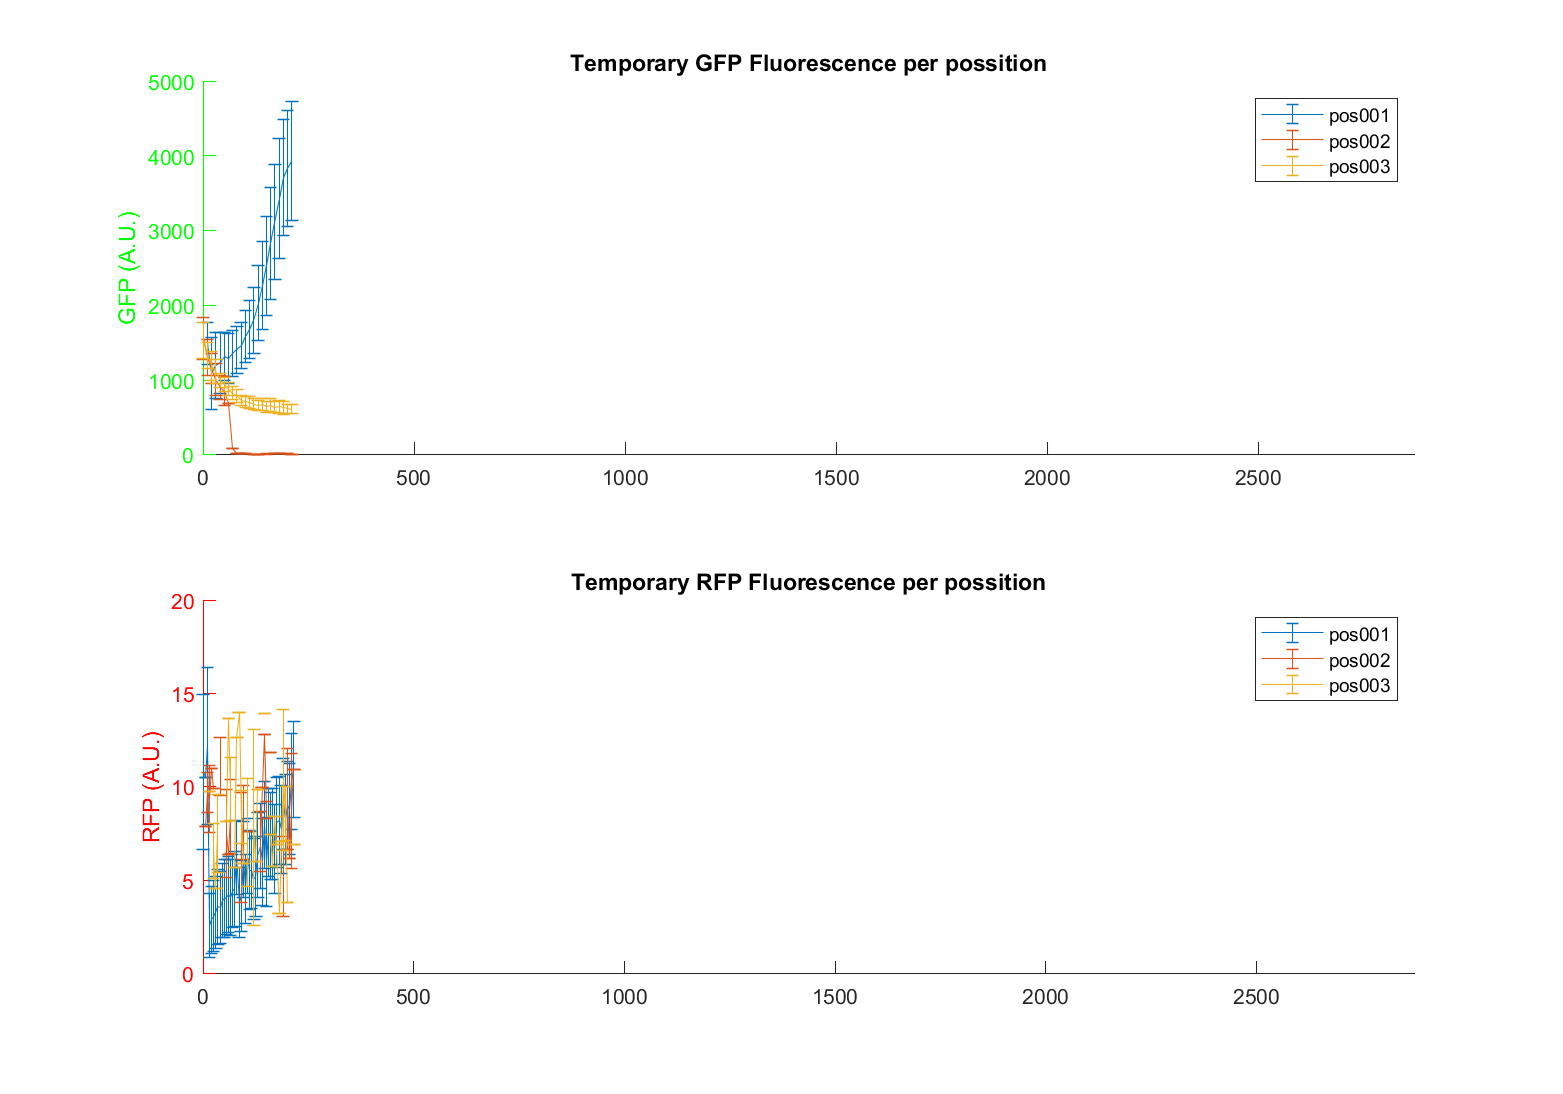 Temporary GFP Fluorescence per possition
5000
4000
3000
2000
1000
0
GFP (A.U.)
pos001
pos002
pos003
0 500 1000 1500 2000 2500
Temporary RFP Fluorescence per possition
20
15
10
5
0
RFP (A.U.)
pos001
pos002
pos003
0 500 1000 1500 2000 2500